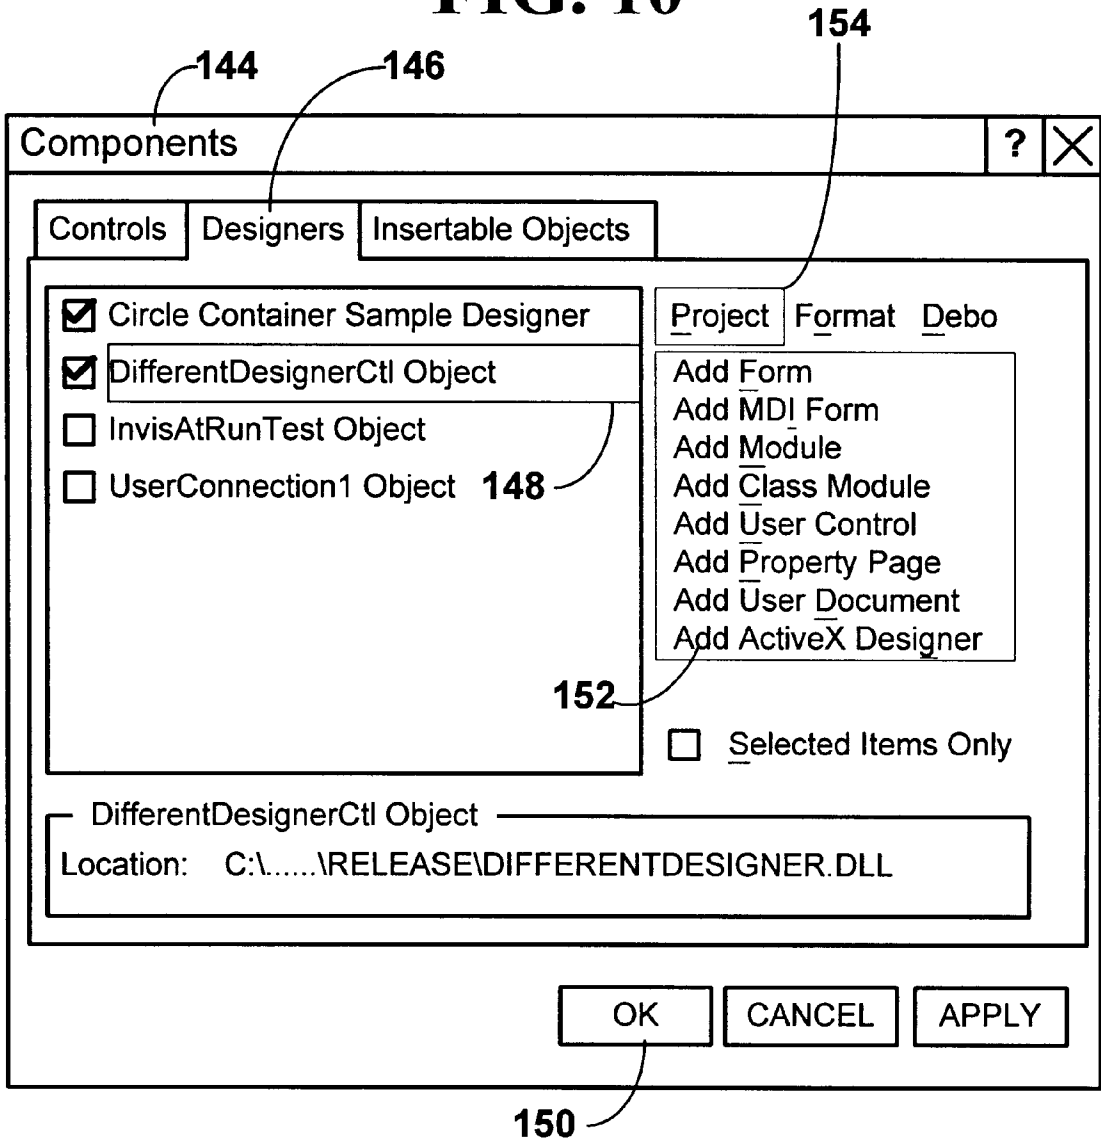 FIG. 10
154
144
146
Components ?
Controls Designers Insertable Objects
Circle Container Sample Designer
DifferentDesignerCtl Object
InvisAtRunTest Object
UserConnection1 Object
148
Project Format Debo
Add Form
Add MDI Form
Add Module
Add Class Module
Add User Control
Add Property Page
Add User Document
Add ActiveX Designer
152
Selected Items Only
DifferentDesignerCtl Object
Location: C:\......\RELEASE\DIFFERENTDESIGNER.DLL
OK CANCEL APPLY
150